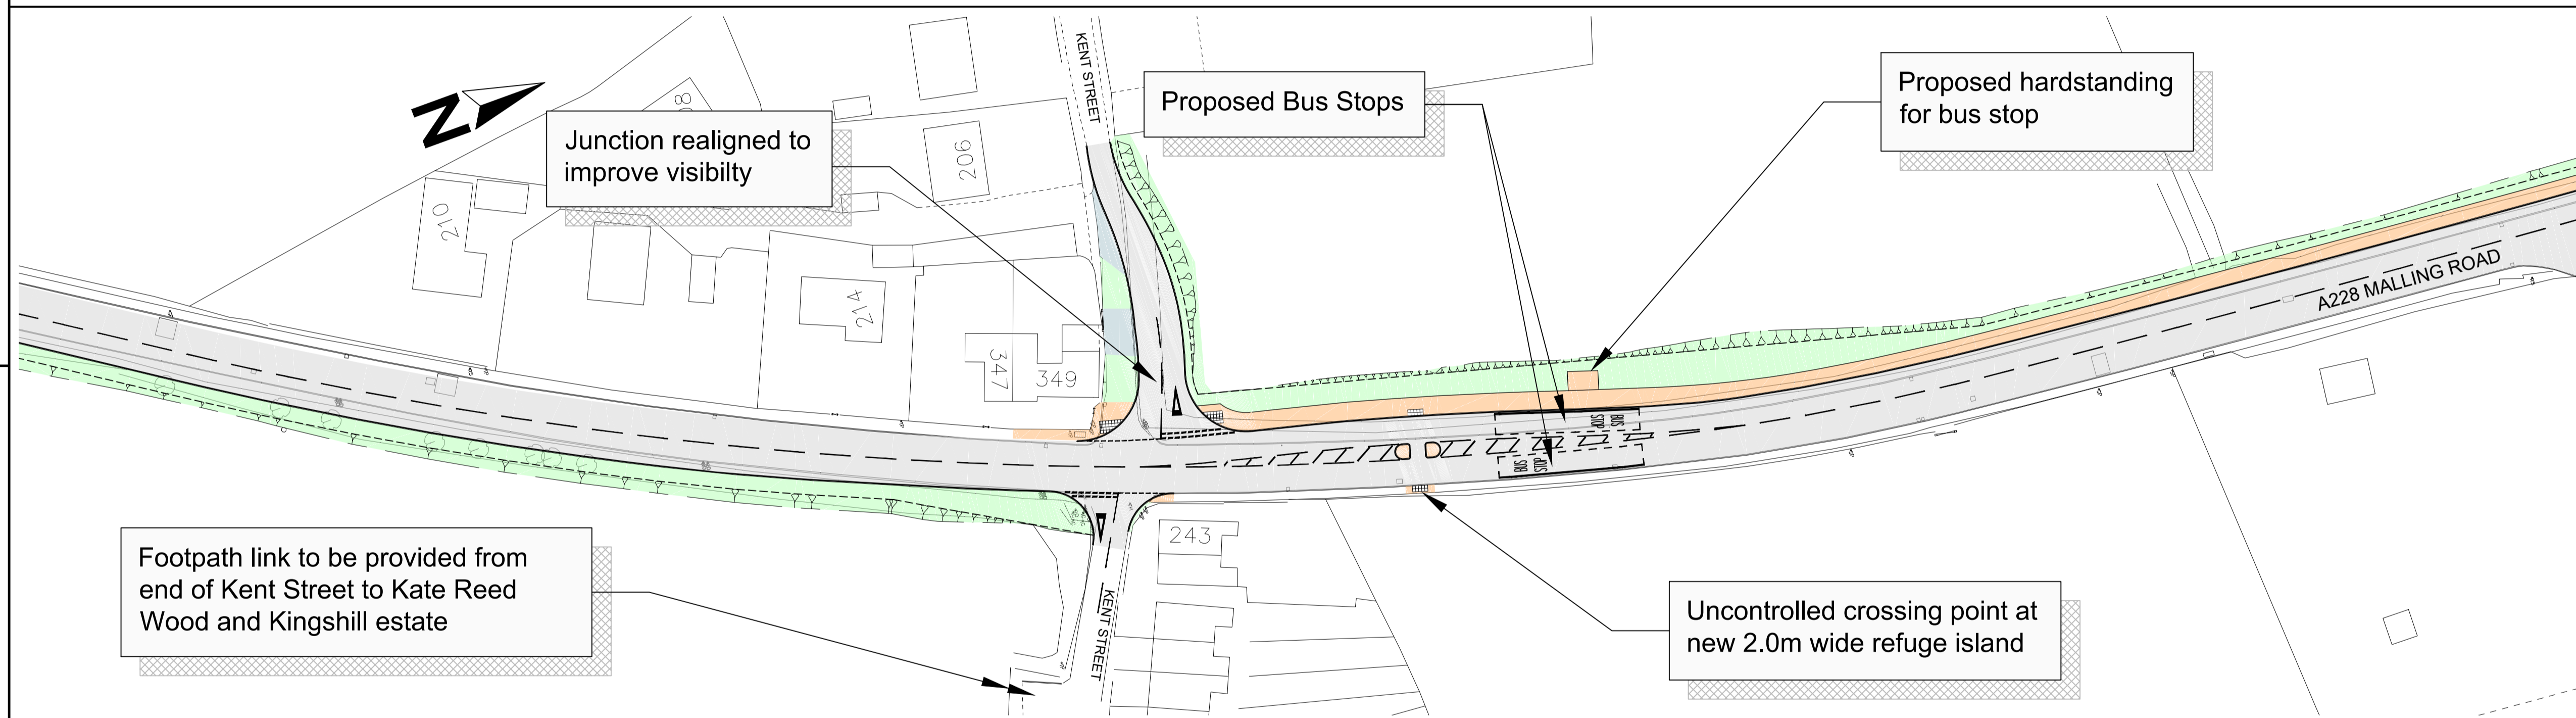 KENT STREET
N
Junction realigned to
improve visibilty
Proposed Bus Stops
Proposed hardstanding
for bus stop
206
210
214
347
349
BUS
STOP
BUS
STOP
A228 MALLING ROAD
243
KENT STREET
Footpath link to be provided from
end of Kent Street to Kate Reed
Wood and Kingshill estate
Uncontrolled crossing point at
new 2.0m wide refuge island